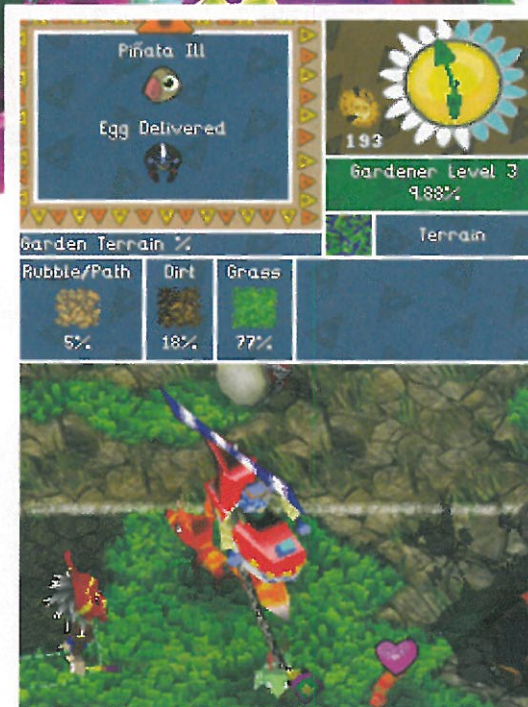 Piñata Ill
Egg Delivered
193
Gardener Level 3
9.88%
Garden Terrain %
Terrain
Rubble/Path
Dirt
Grass
5%
18%
77%